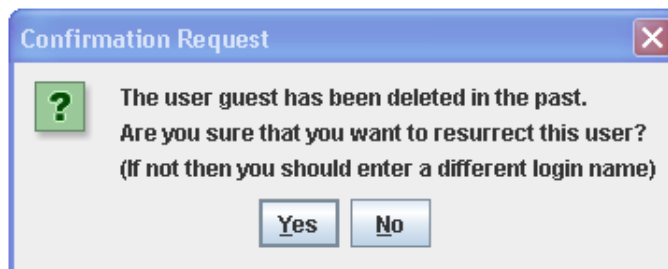 Confirmation Request
The user guest has been deleted in the past.
Are you sure that you want to resurrect this user?
(If not then you should enter a different login name)
Yes No